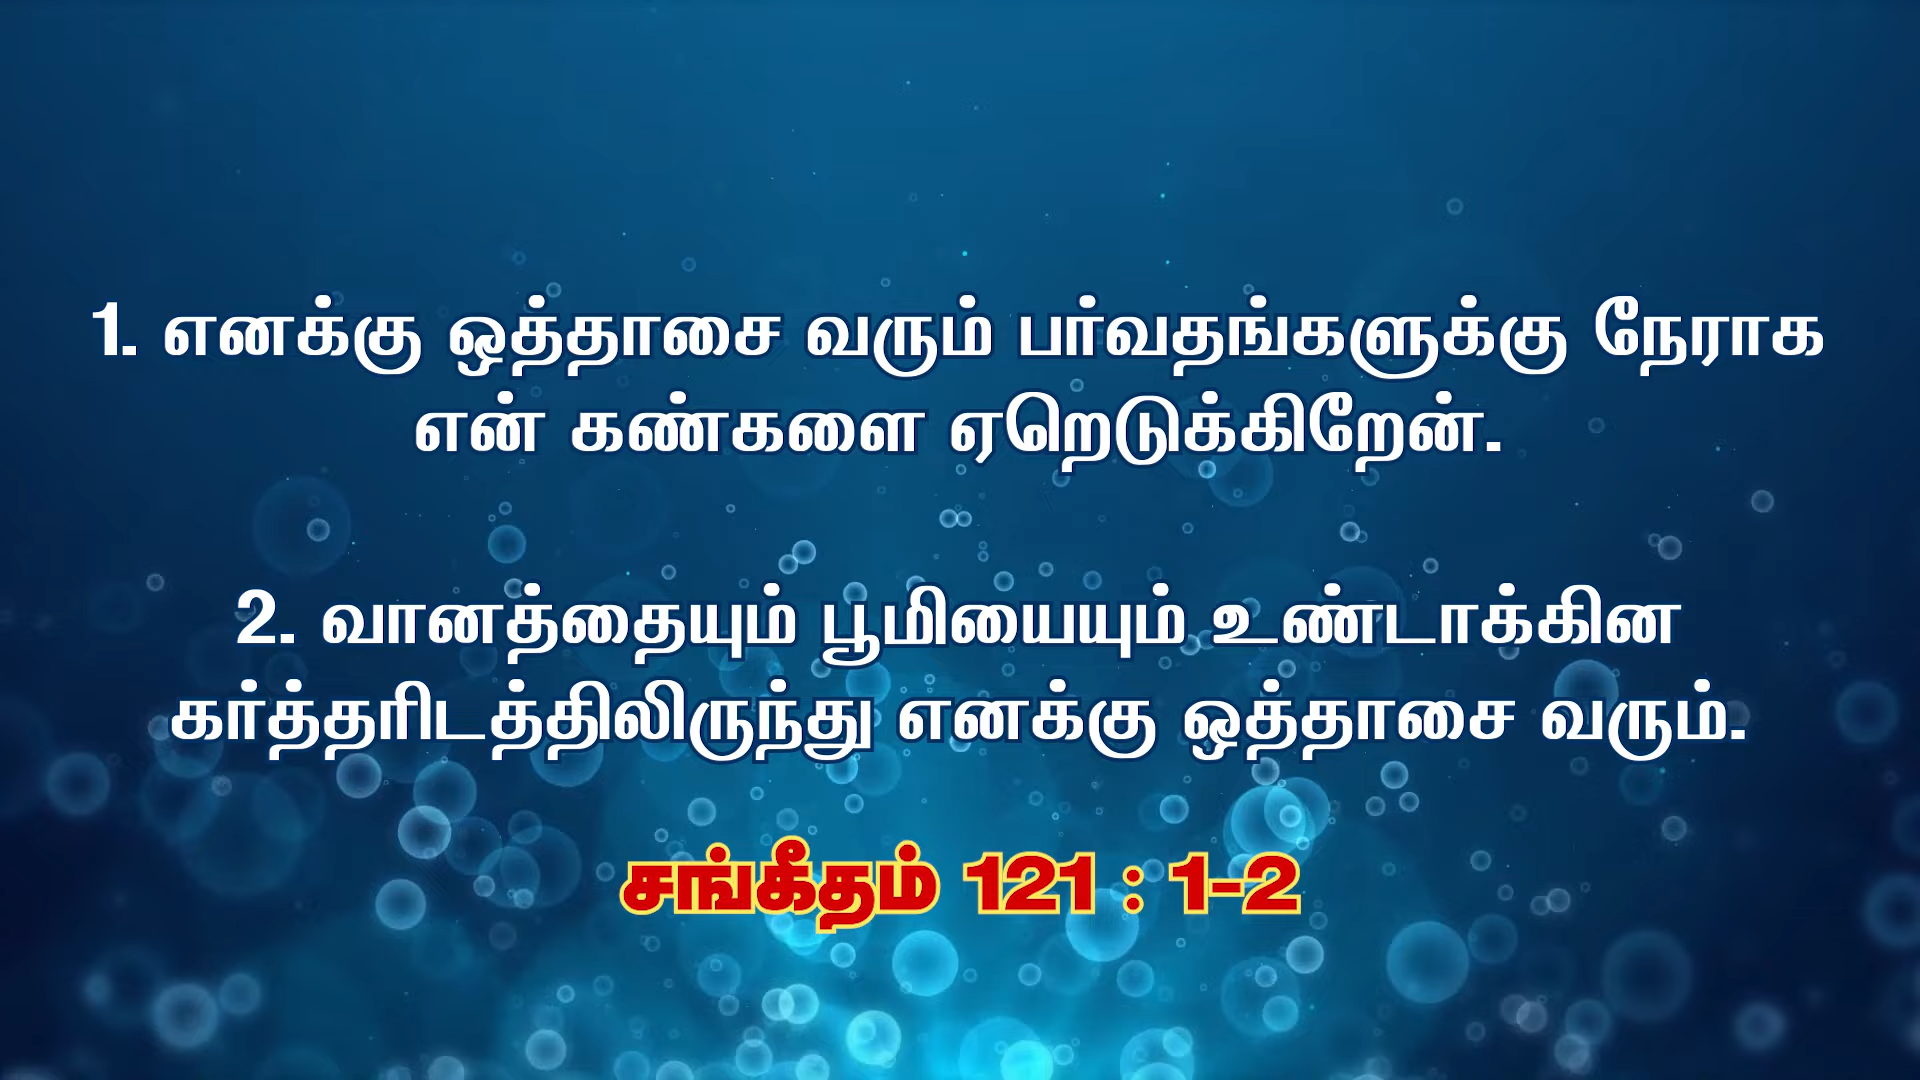 1. எனக்கு ஒத்தாசை வரும் பர்வதங்களுக்கு நேராக
என் கண்களை ஏறெடுக்கிறேன்.
2. வானத்தையும் பூமியையும் உண்டாக்கின
கர்த்தரிடத்திலிருந்து எனக்கு ஒத்தாசை வரும்.
சங்கீதம் 121 : 1-2